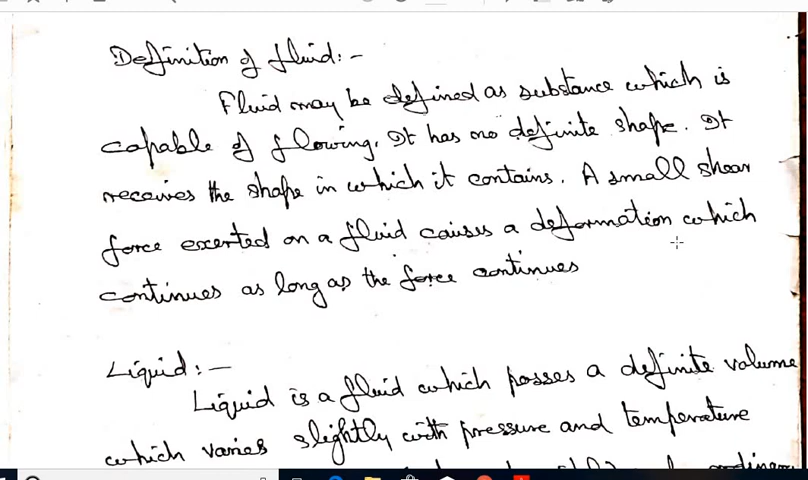 Definition of fluid:-
Fluid may be defined as substance which is
capable of flowing. It has no definite shape. It
receives the shape in which it contains. A small shear
force exerted on a fluid causes a deformation which
continues as long as the force continues
Liquid:-
Liquid is a fluid which posses a definite volume
which varies slightly with pressure and temperature